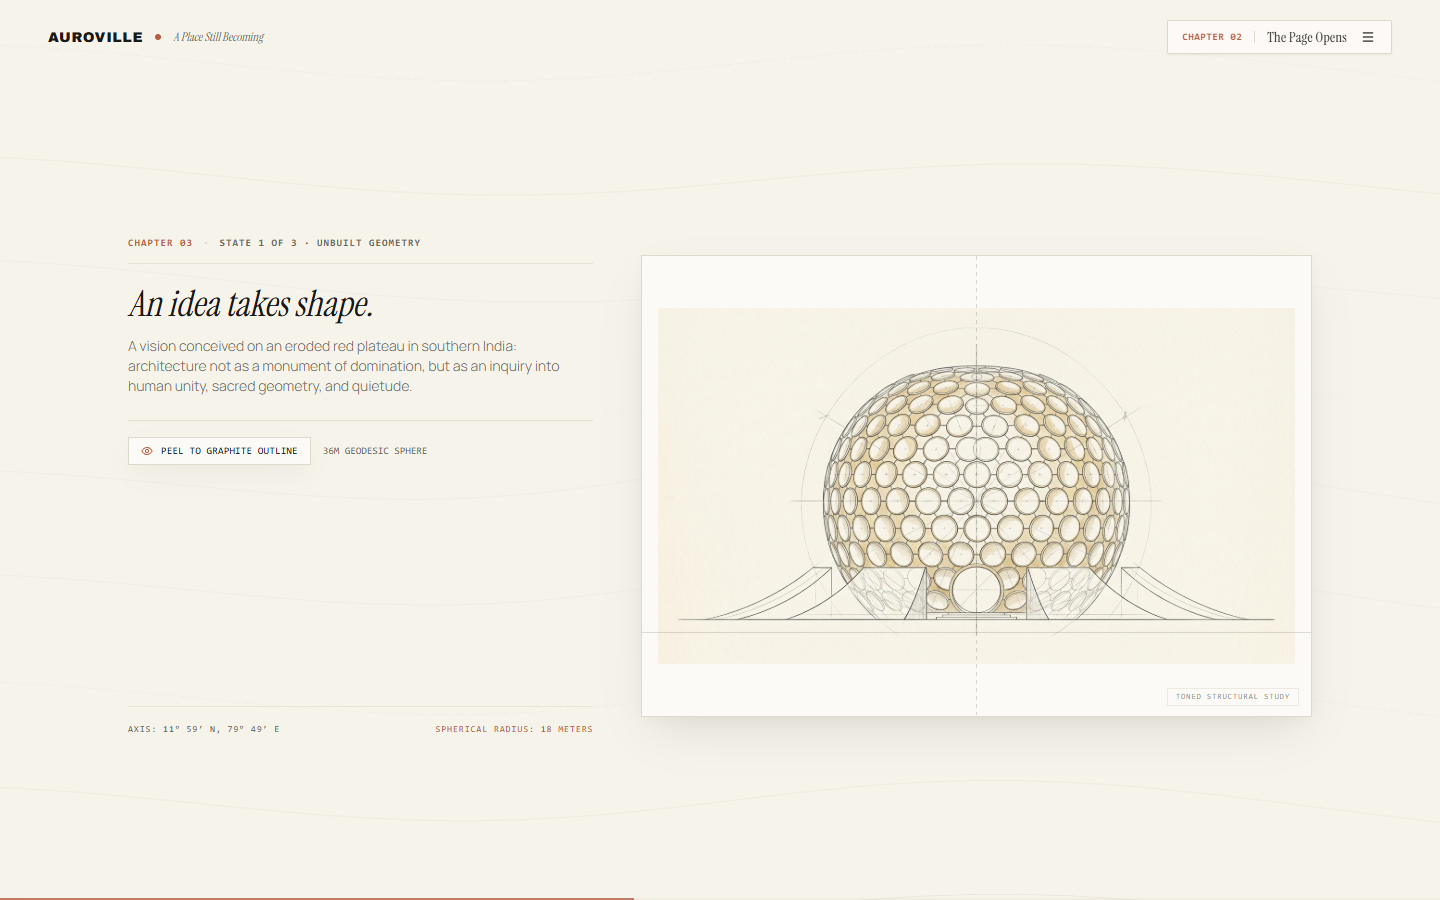 AUROVILLE • A Place Still Becoming
CHAPTER 02 | The Page Opens
CHAPTER 03 · STATE 1 OF 3 · UNBUILT GEOMETRY
An idea takes shape.
A vision conceived on an eroded red plateau in southern India:
architecture not as a monument of domination, but as an inquiry into
human unity, sacred geometry, and quietude.
PEEL TO GRAPHITE OUTLINE 36M GEODESIC SPHERE
TONED STRUCTURAL STUDY
AXIS: 11° 59′ N, 79° 49′ E SPHERICAL RADIUS: 18 METERS